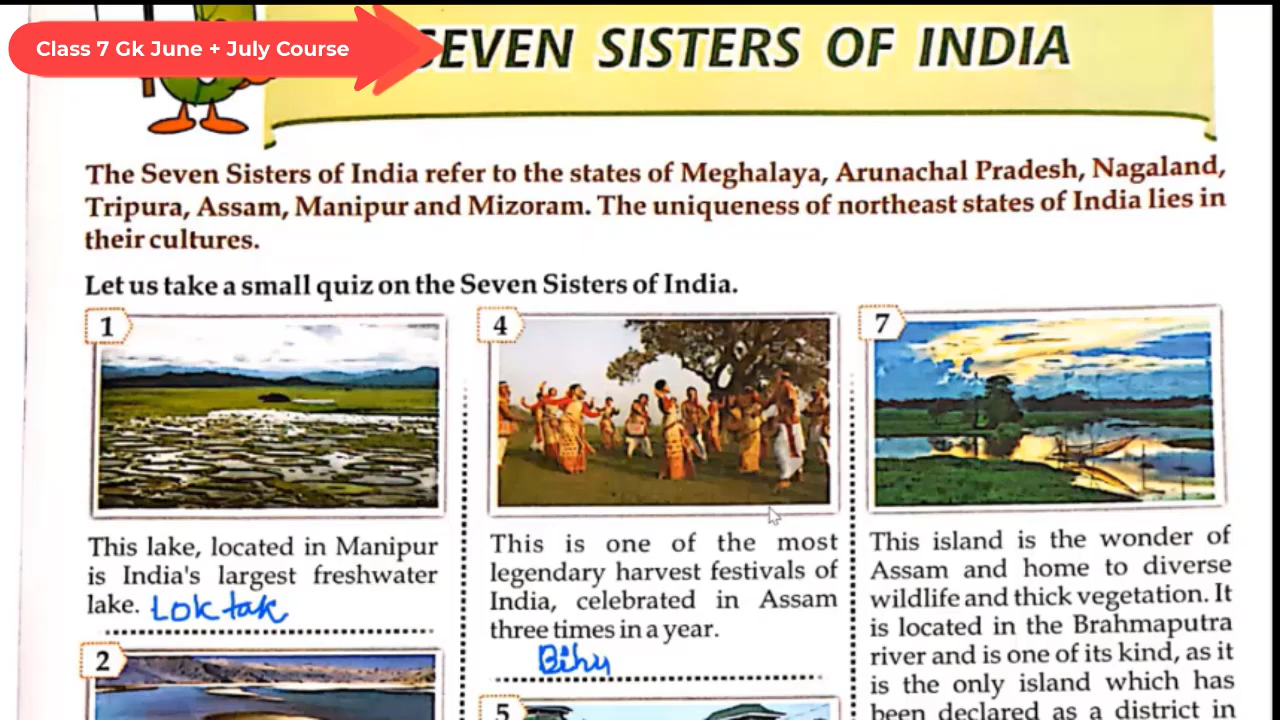 Class 7 Gk June + July Course
SEVEN SISTERS OF INDIA
The Seven Sisters of India refer to the states of Meghalaya, Arunachal Pradesh, Nagaland,
Tripura, Assam, Manipur and Mizoram. The uniqueness of northeast states of India lies in
their cultures.
Let us take a small quiz on the Seven Sisters of India.
1
This lake, located in Manipur
is India's largest freshwater
lake. Loktak
2
4
This is one of the most
legendary harvest festivals of
India, celebrated in Assam
three times in a year.
Bihu
5
7
This island is the wonder of
Assam and home to diverse
wildlife and thick vegetation. It
is located in the Brahmaputra
river and is one of its kind, as it
is the only island which has
been declared as a district in